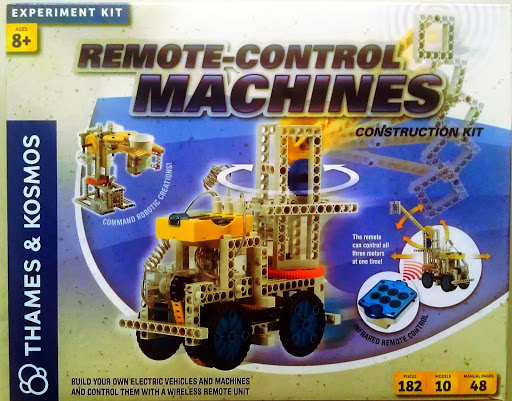 EXPERIMENT KIT
AGES
8+
REMOTE-CONTROL
MACHINES
CONSTRUCTION KIT
COMMAND ROBOTIC CREATIONS!
The remote
can control all
three motors
at one time!
INFRARED REMOTE CONTROL
THAMES & KOSMOS
BUILD YOUR OWN ELECTRIC VEHICLES AND MACHINES
AND CONTROL THEM WITH A WIRELESS REMOTE UNIT
PIECES MODELS MANUAL PAGES
182 10 48